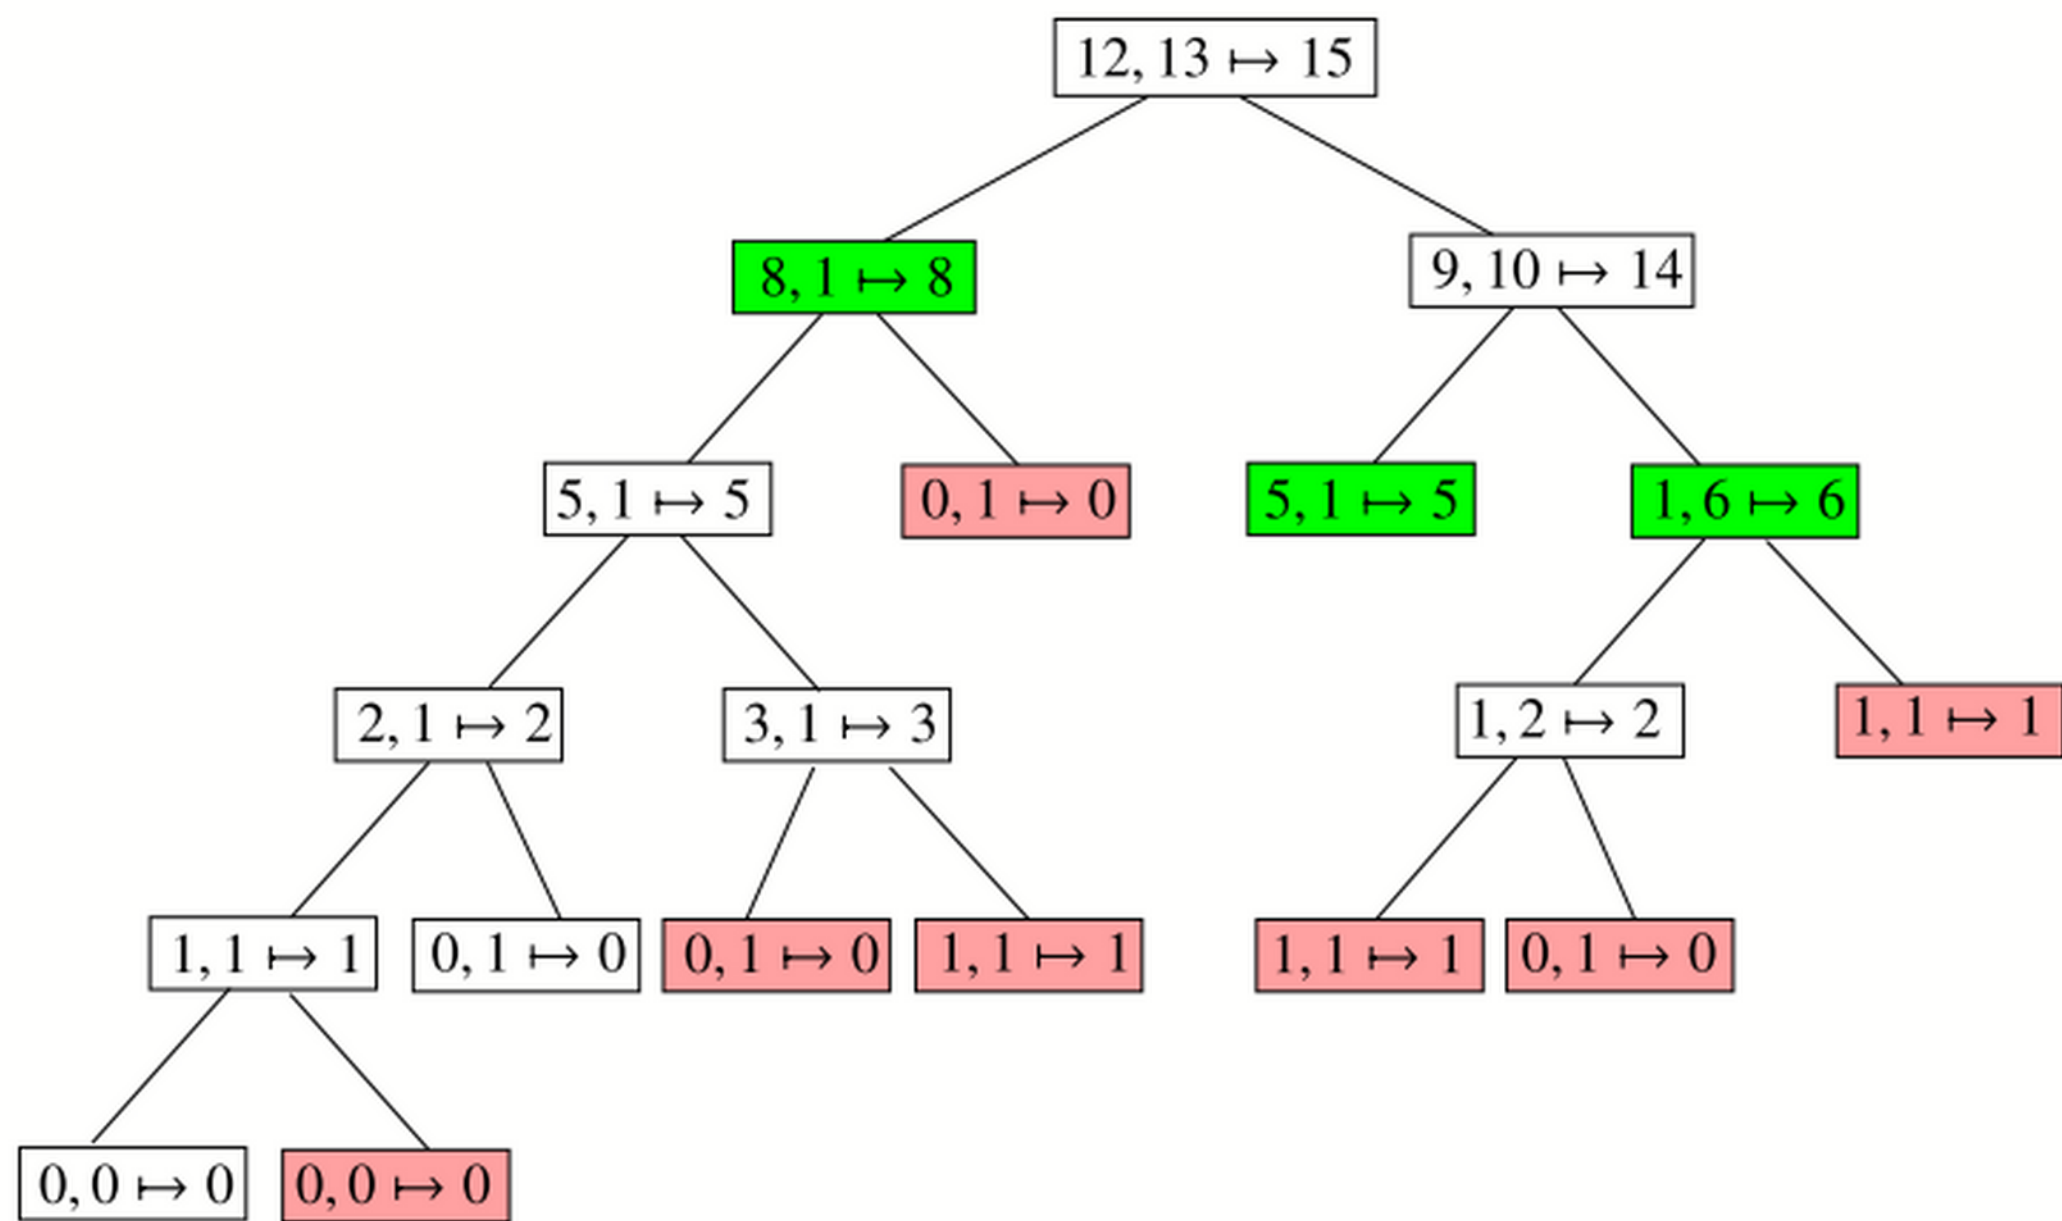 12, 13 ↦ 15
8, 1 ↦ 8
9, 10 ↦ 14
5, 1 ↦ 5
0, 1 ↦ 0
5, 1 ↦ 5
1, 6 ↦ 6
2, 1 ↦ 2
3, 1 ↦ 3
1, 2 ↦ 2
1, 1 ↦ 1
1, 1 ↦ 1
0, 1 ↦ 0
0, 1 ↦ 0
1, 1 ↦ 1
1, 1 ↦ 1
0, 1 ↦ 0
0, 0 ↦ 0
0, 0 ↦ 0